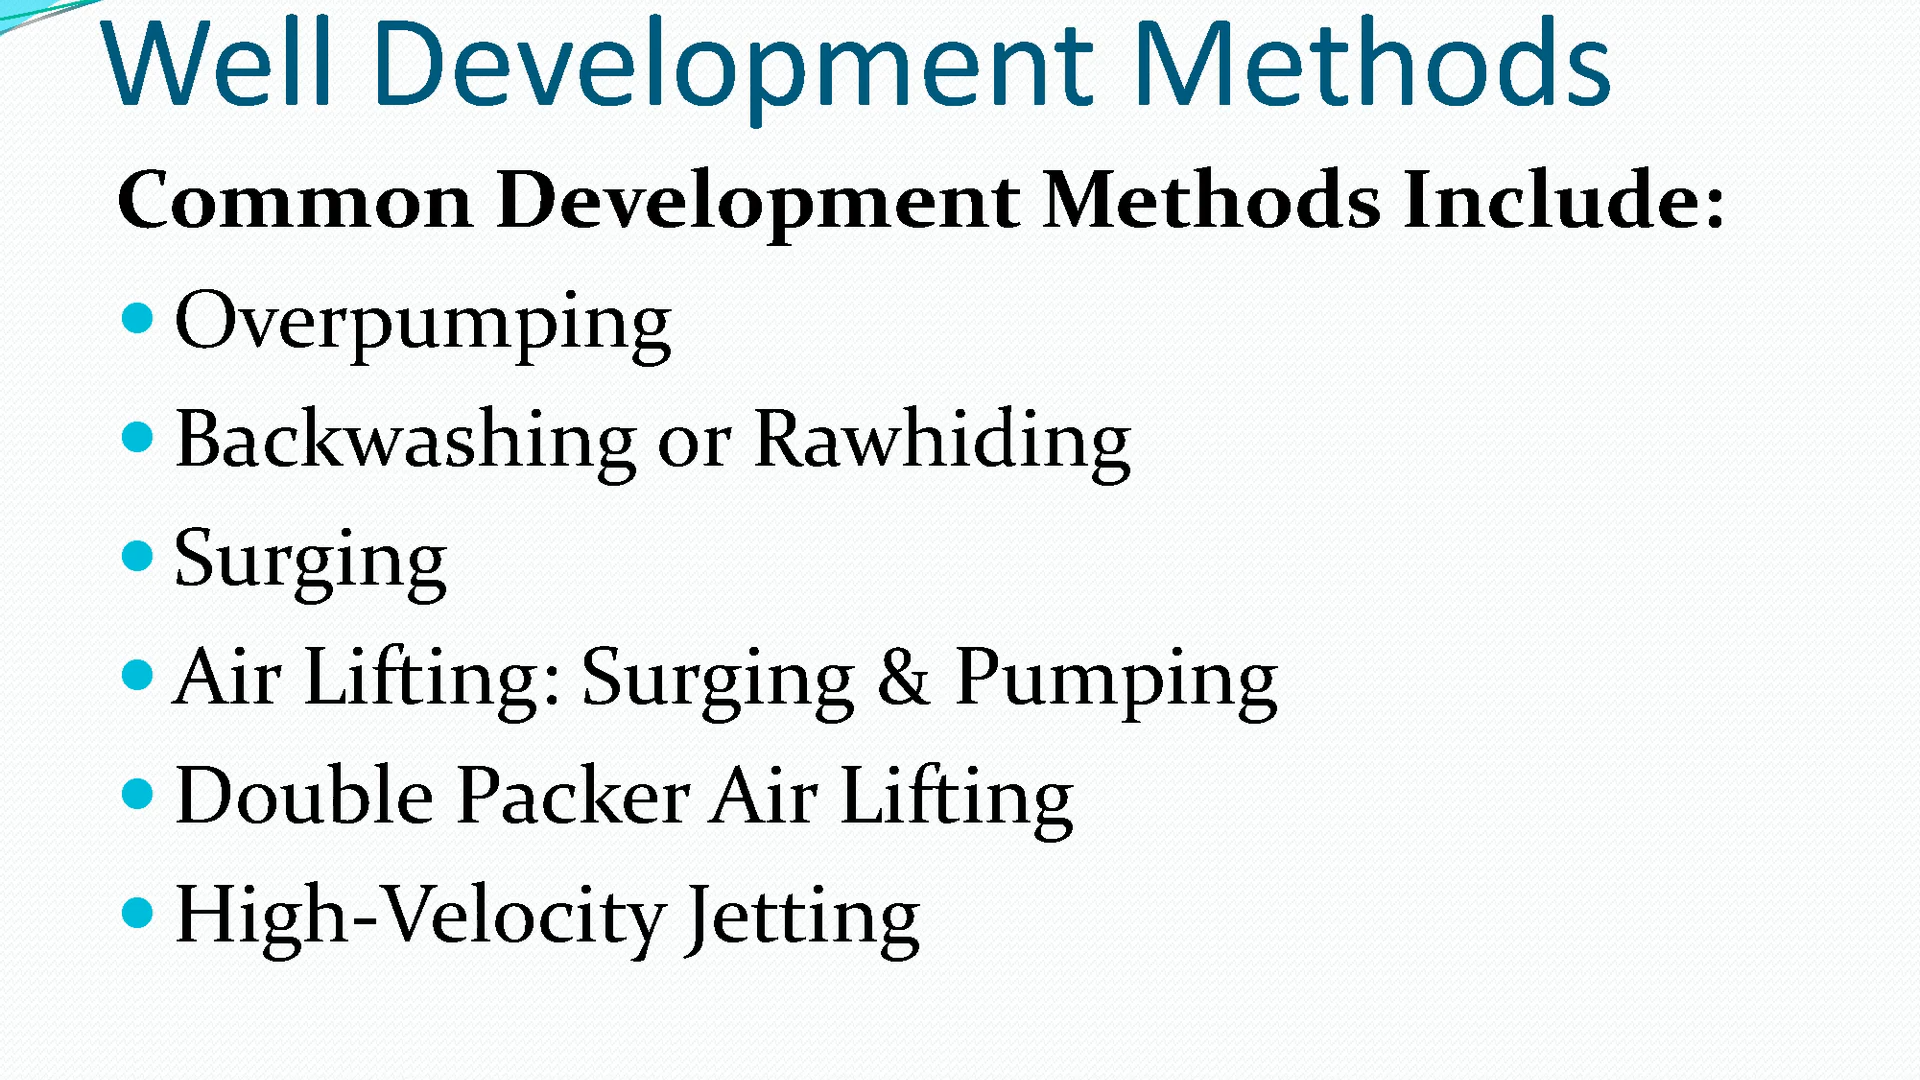 Well Development Methods
Common Development Methods Include:
• Overpumping
• Backwashing or Rawhiding
• Surging
• Air Lifting: Surging & Pumping
• Double Packer Air Lifting
• High-Velocity Jetting